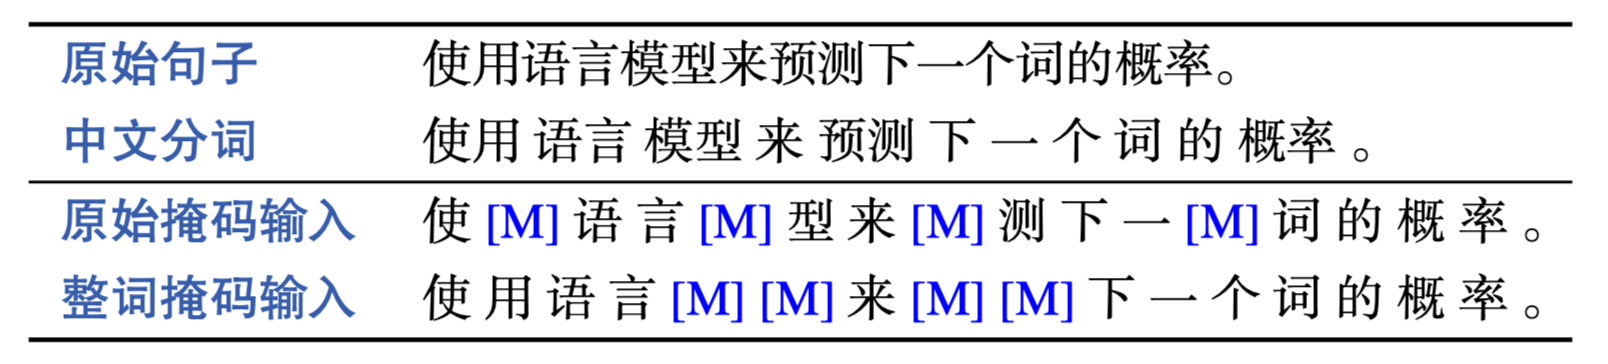 原始句子 使用语言模型来预测下一个词的概率。
中文分词 使用 语言 模型 来 预测 下 一 个 词 的 概率 。
原始掩码输入 使 [M] 语 言 [M] 型 来 [M] 测 下 一 [M] 词 的 概 率 。
整词掩码输入 使 用 语 言 [M] [M] 来 [M] [M] 下 一 个 词 的 概 率 。